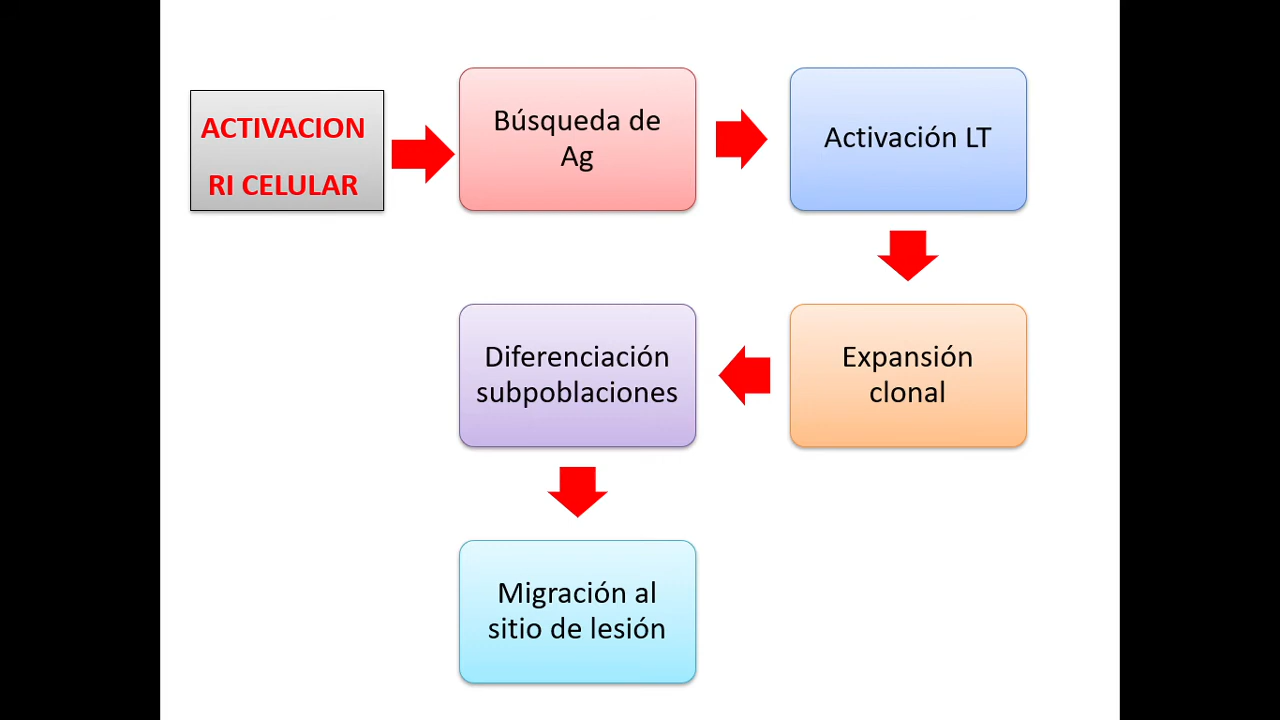 ACTIVACION
RI CELULAR
Búsqueda de
Ag
Activación LT
Expansión
clonal
Diferenciación
subpoblaciones
Migración al
sitio de lesión